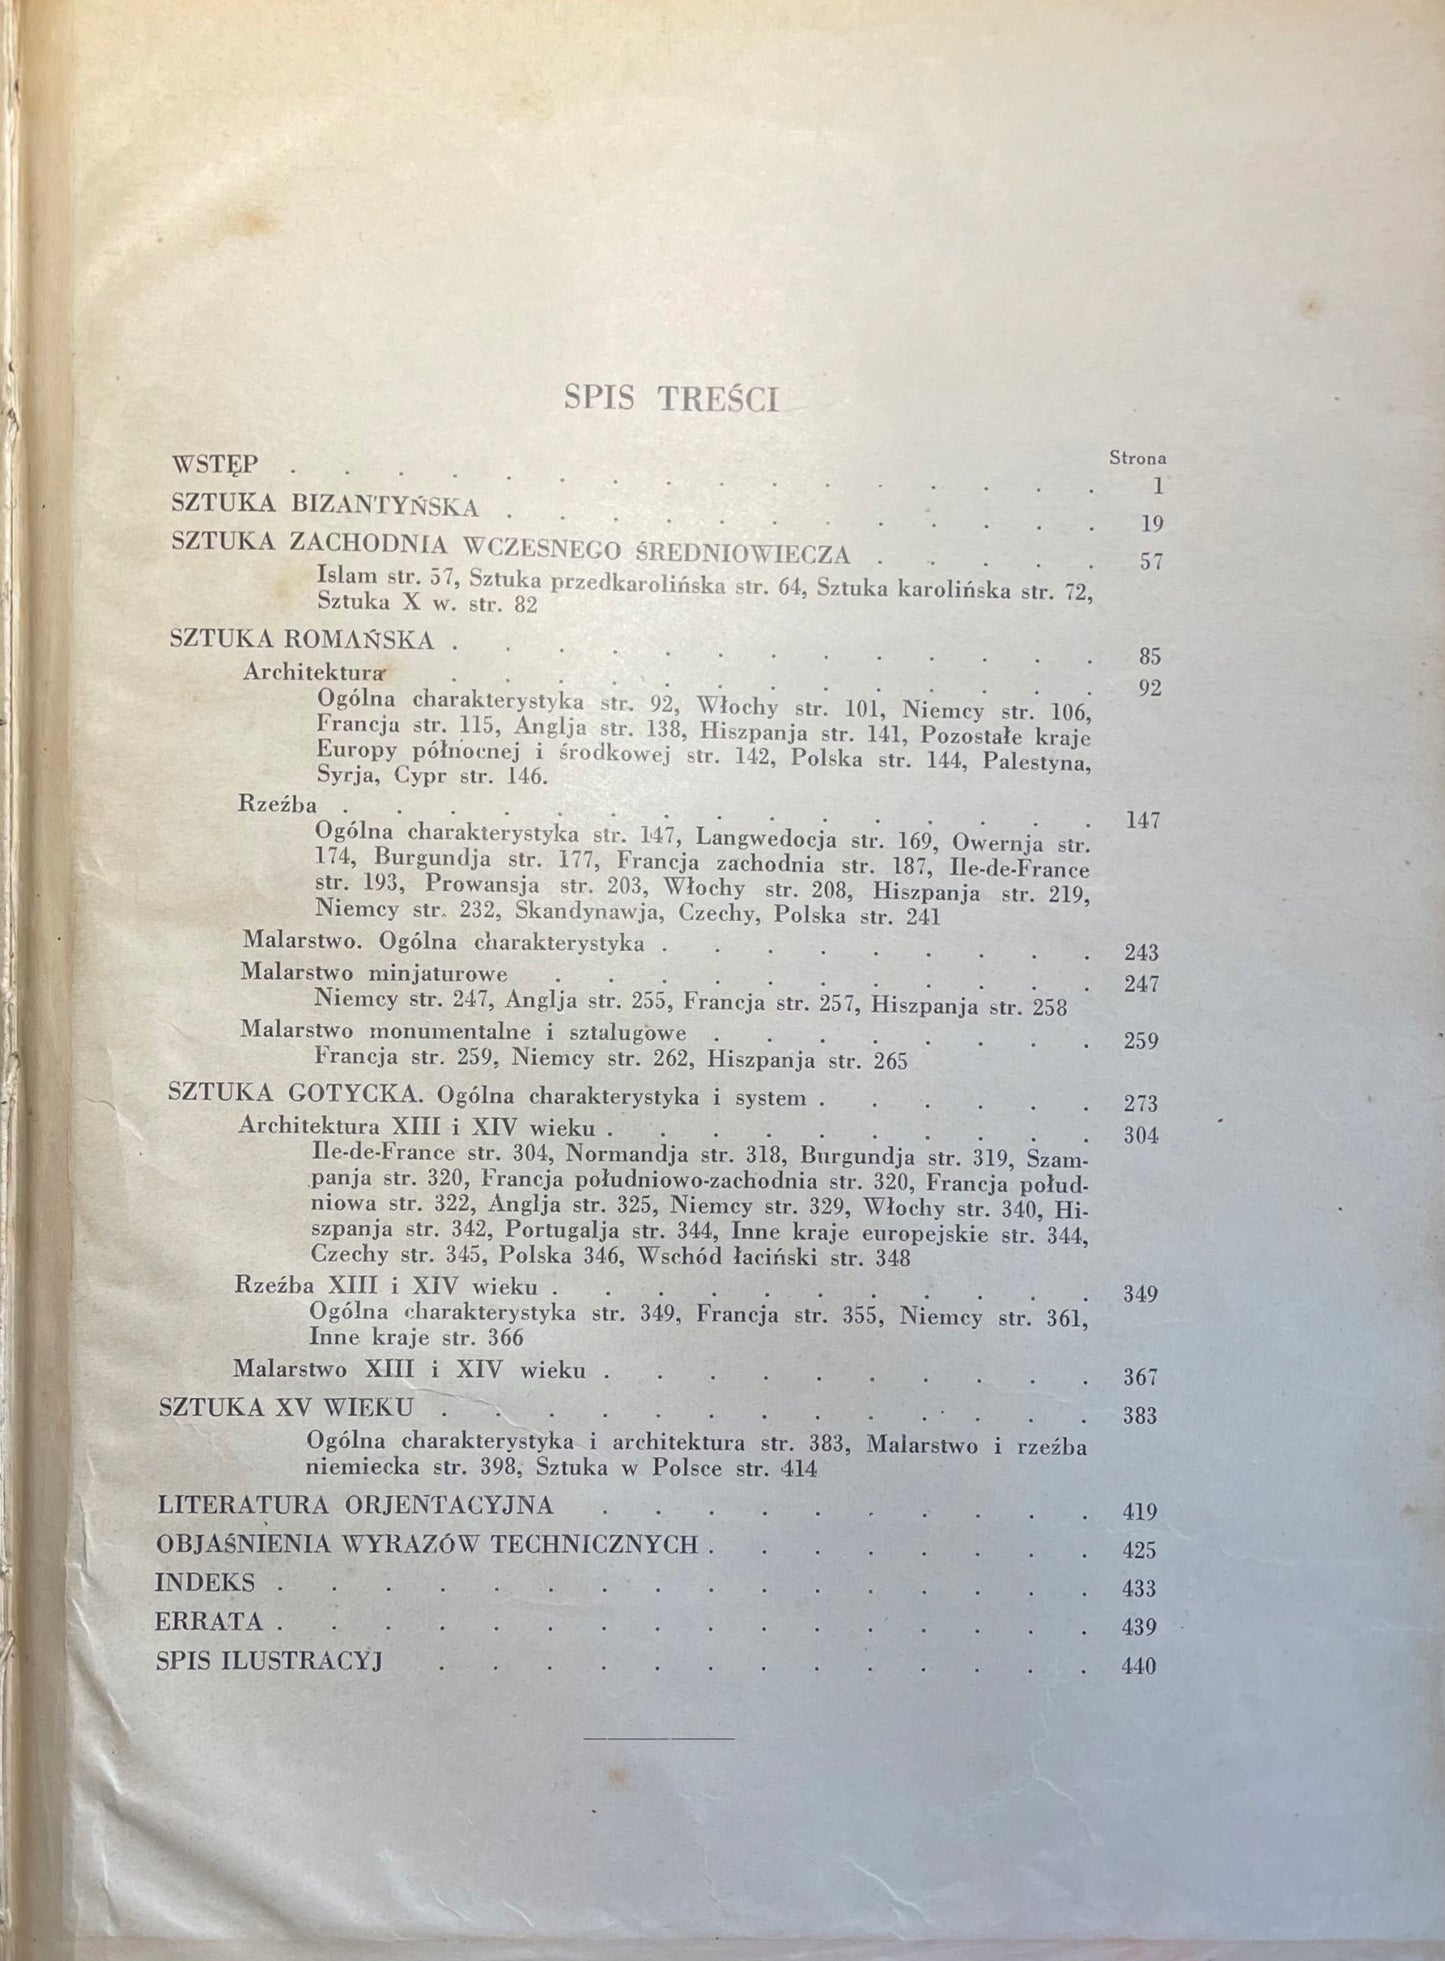 SPIS TREŚCI
Strona
WSTĘP . . . . . . . . . . . . . . . . 1
SZTUKA BIZANTYŃSKA . . . . . . . . . . . . 19
SZTUKA ZACHODNIA WCZESNEGO ŚREDNIOWIECZA . . . . . 57
Islam str. 57, Sztuka przedkarolińska str. 64, Sztuka karolińska str. 72,
Sztuka X w. str. 82
SZTUKA ROMAŃSKA . . . . . . . . . . . . . 85
Architektura . . . . . . . . . . . . . 92
Ogólna charakterystyka str. 92, Włochy str. 101, Niemcy str. 106,
Francja str. 115, Anglja str. 138, Hiszpanja str. 141, Pozostałe kraje
Europy północnej i środkowej str. 142, Polska str. 144, Palestyna,
Syrja, Cypr str. 146.
Rzeźba . . . . . . . . . . . . . . . 147
Ogólna charakterystyka str. 147, Langwedocja str. 169, Owernja str.
174, Burgundja str. 177, Francja zachodnia str. 187, Ile-de-France
str. 193, Prowansja str. 203, Włochy str. 208, Hiszpanja str. 219,
Niemcy str. 232, Skandynawja, Czechy, Polska str. 241
Malarstwo. Ogólna charakterystyka . . . . . . . . . 243
Malarstwo minjaturowe . . . . . . . . . . . 247
Niemcy str. 247, Anglja str. 255, Francja str. 257, Hiszpanja str. 258
Malarstwo monumentalne i sztalugowe . . . . . . . . 259
Francja str. 259, Niemcy str. 262, Hiszpanja str. 265
SZTUKA GOTYCKA. Ogólna charakterystyka i system . . . . . . 273
Architektura XIII i XIV wieku . . . . . . . . . . 304
Ile-de-France str. 304, Normandja str. 318, Burgundja str. 319, Szam-
panja str. 320, Francja południowo-zachodnia str. 320, Francja połud-
niowa str. 322, Anglja str. 325, Niemcy str. 329, Włochy str. 340, Hi-
szpanja str. 342, Portugalja str. 344, Inne kraje europejskie str. 344,
Czechy str. 345, Polska 346, Wschód łaciński str. 348
Rzeźba XIII i XIV wieku . . . . . . . . . . . 349
Ogólna charakterystyka str. 349, Francja str. 355, Niemcy str. 361,
Inne kraje str. 366
Malarstwo XIII i XIV wieku . . . . . . . . . . 367
SZTUKA XV WIEKU . . . . . . . . . . . . . 383
Ogólna charakterystyka i architektura str. 383, Malarstwo i rzeźba
niemiecka str. 398, Sztuka w Polsce str. 414
LITERATURA ORJENTACYJNA . . . . . . . . . . 419
OBJAŚNIENIA WYRAZÓW TECHNICZNYCH . . . . . . . . 425
INDEKS . . . . . . . . . . . . . . . . 433
ERRATA . . . . . . . . . . . . . . . . 439
SPIS ILUSTRACYJ . . . . . . . . . . . . . 440